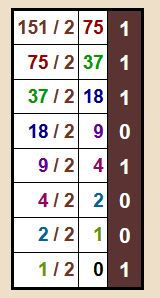 151 / 2 75 1
75 / 2 37 1
37 / 2 18 1
18 / 2 9 0
9 / 2 4 1
4 / 2 2 0
2 / 2 1 0
1 / 2 0 1